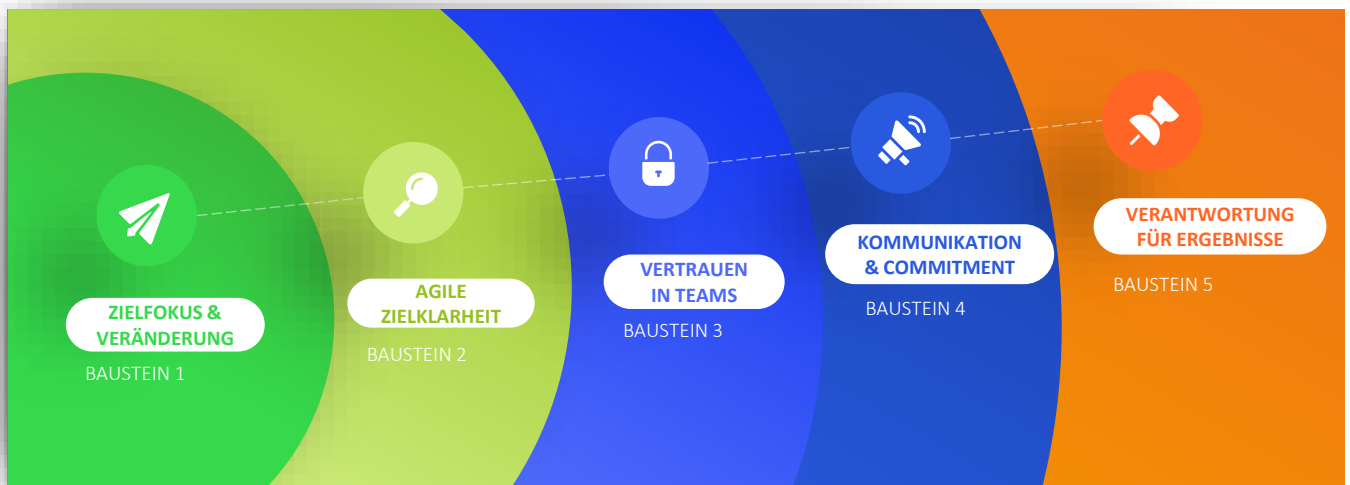 ZIELFOKUS &
VERÄNDERUNG
BAUSTEIN 1
AGILE
ZIELKLARHEIT
BAUSTEIN 2
VERTRAUEN
IN TEAMS
BAUSTEIN 3
KOMMUNIKATION
& COMMITMENT
BAUSTEIN 4
VERANTWORTUNG
FÜR ERGEBNISSE
BAUSTEIN 5